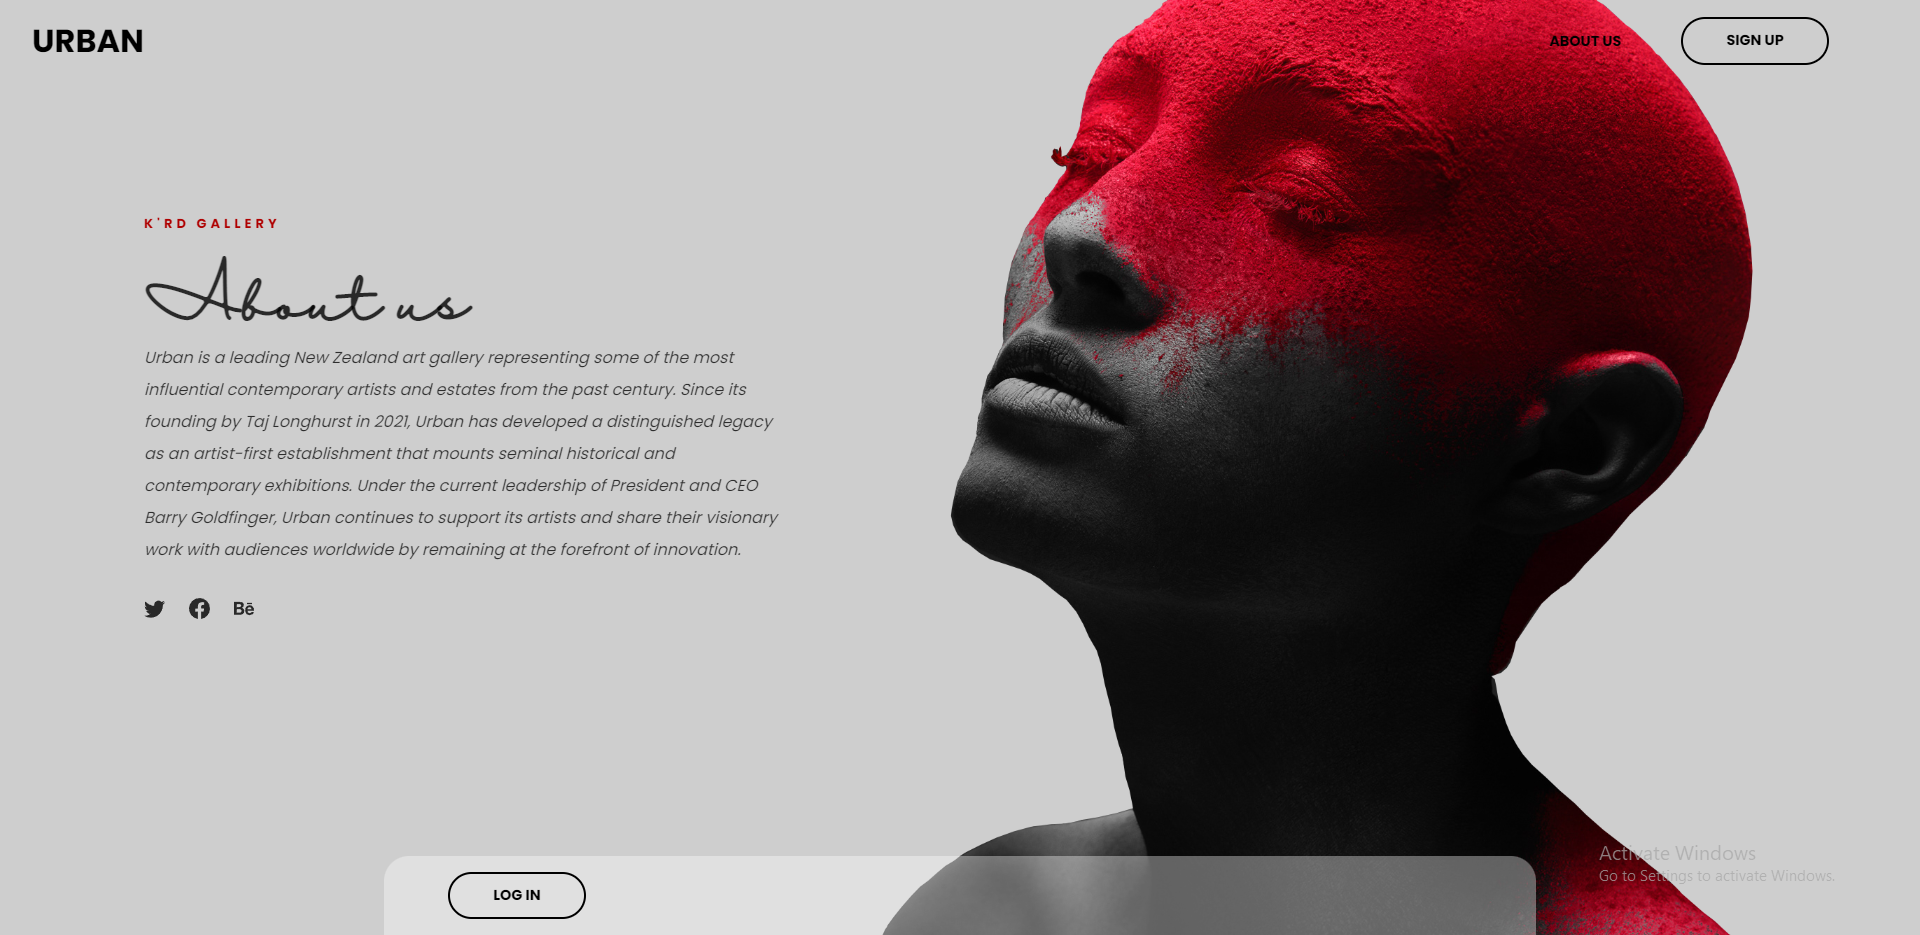 URBAN
ABOUT US
SIGN UP
K'RD GALLERY
About us
Urban is a leading New Zealand art gallery representing some of the most
influential contemporary artists and estates from the past century. Since its
founding by Taj Longhurst in 2021, Urban has developed a distinguished legacy
as an artist-first establishment that mounts seminal historical and
contemporary exhibitions. Under the current leadership of President and CEO
Barry Goldfinger, Urban continues to support its artists and share their visionary
work with audiences worldwide by remaining at the forefront of innovation.
Bē
LOG IN
Activate Windows
Go to Settings to activate Windows.